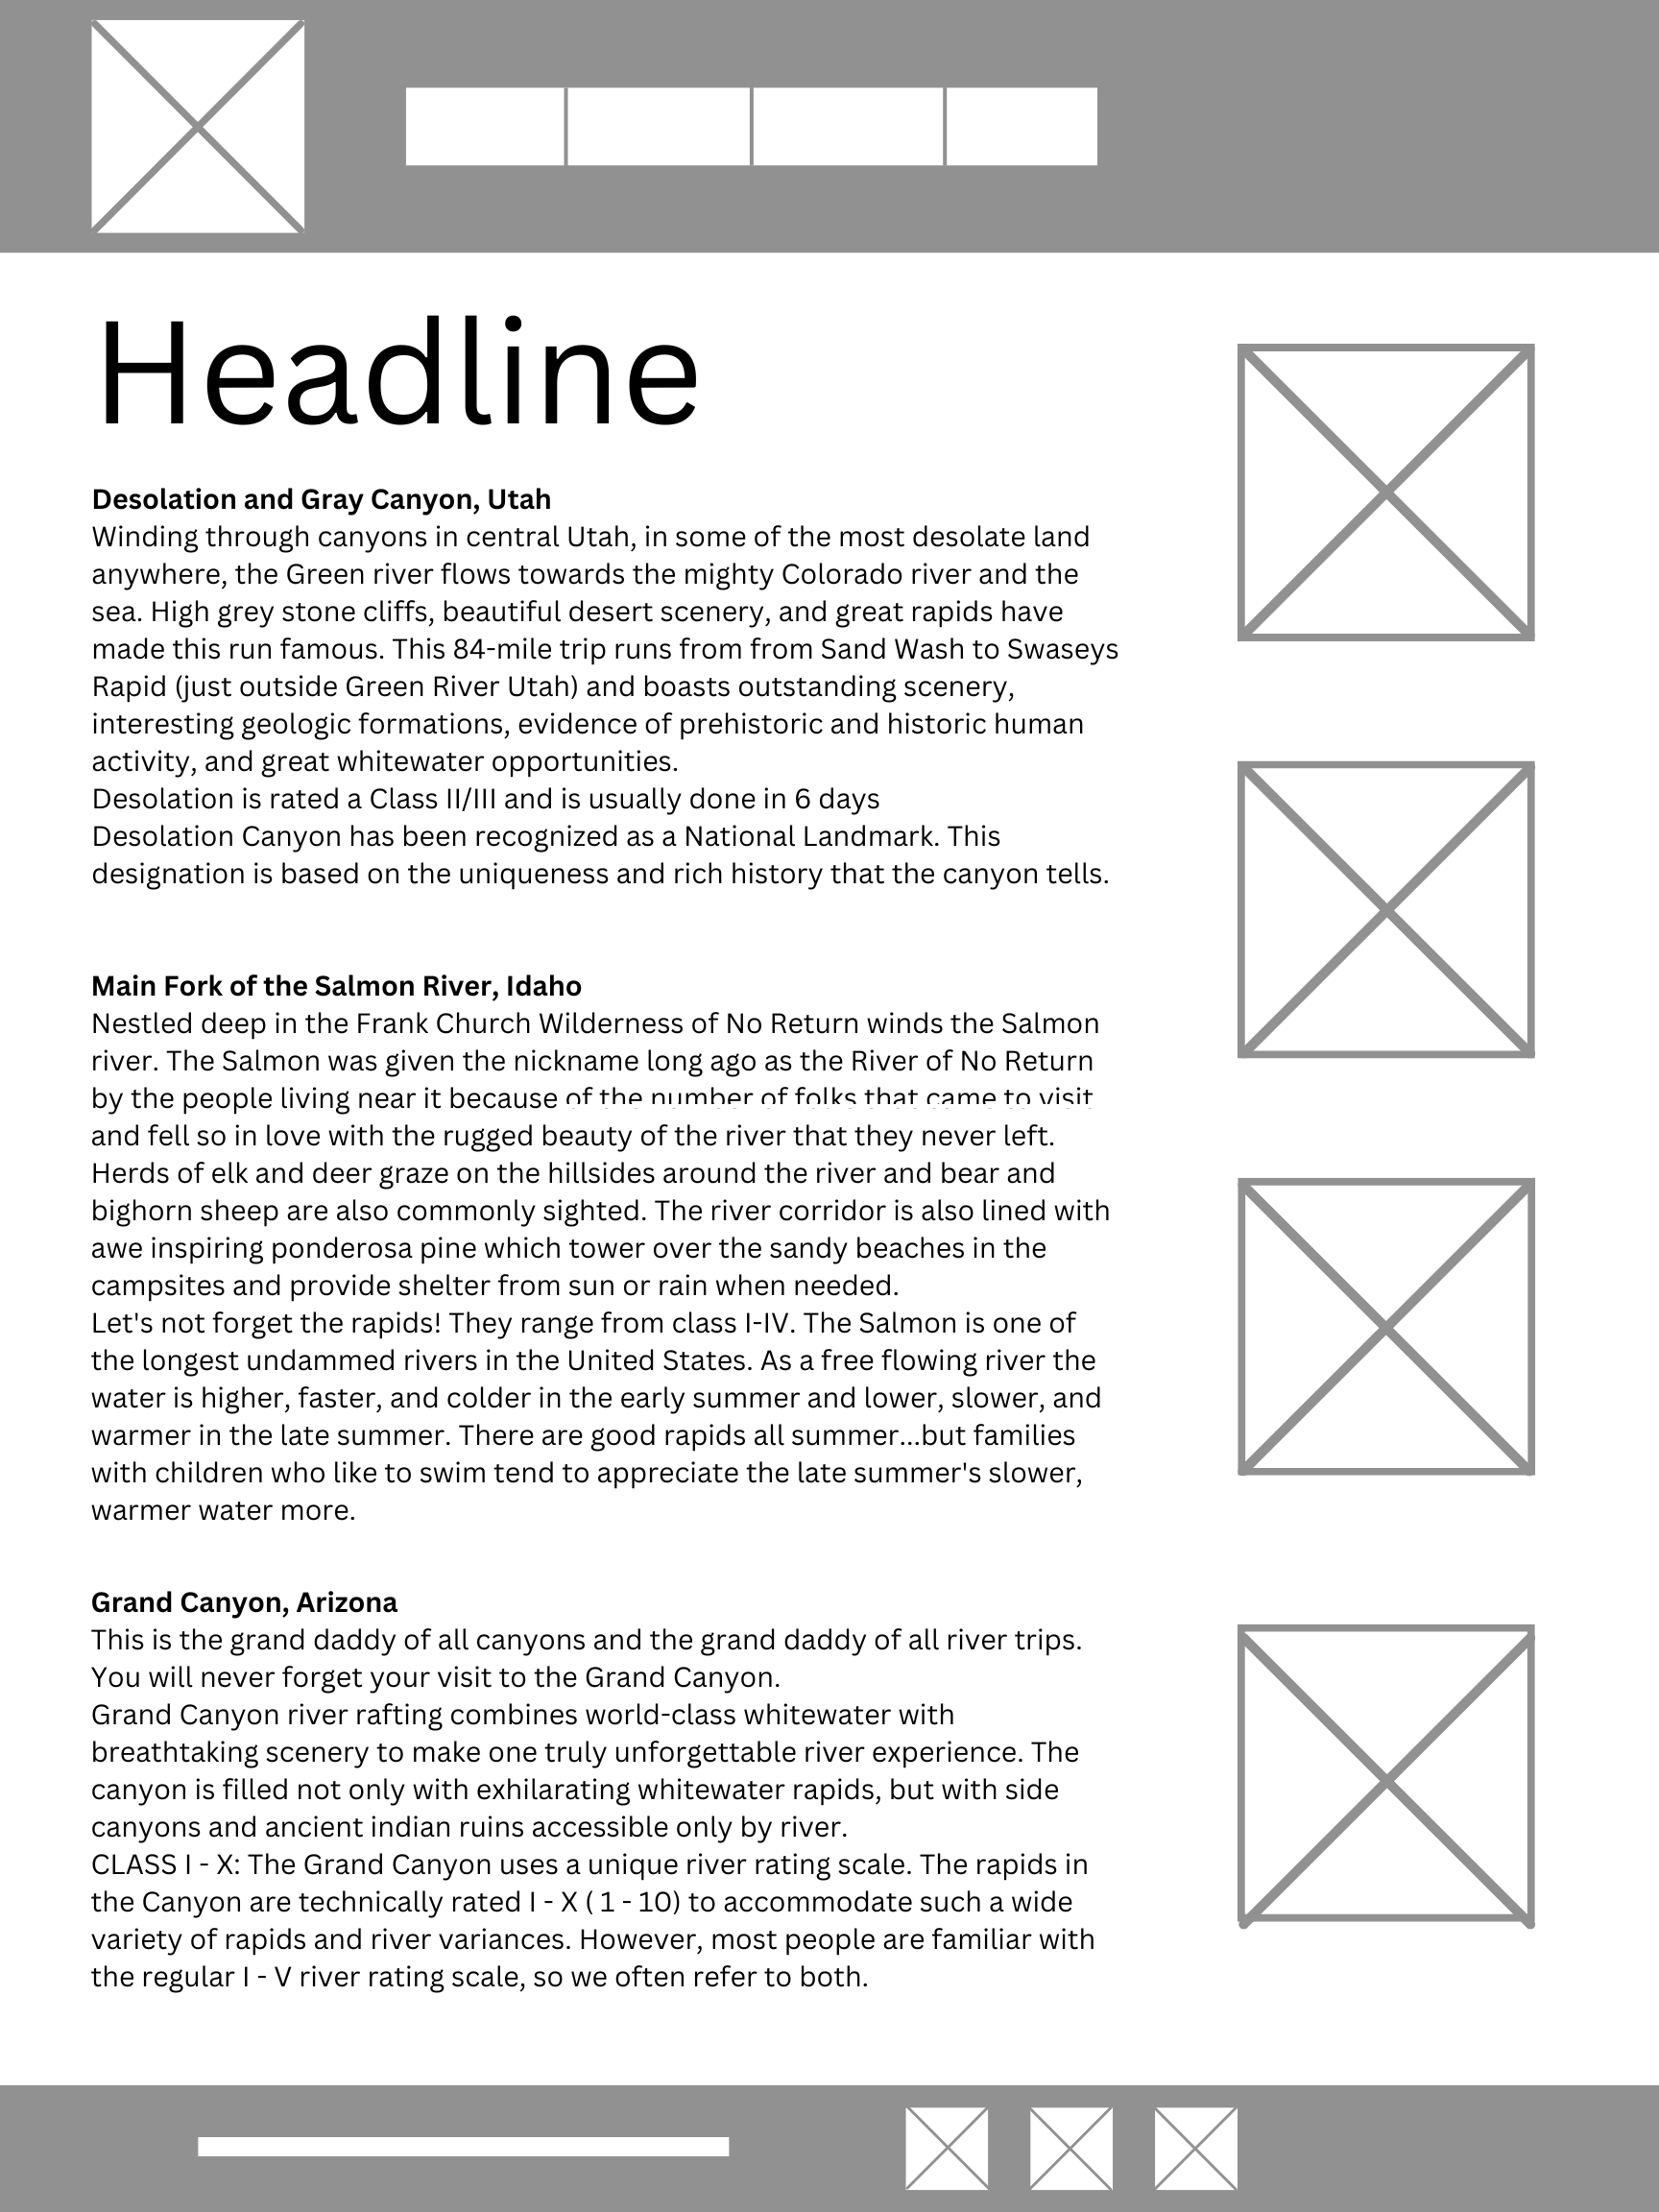 Headline
Desolation and Gray Canyon, Utah
Winding through canyons in central Utah, in some of the most desolate land
anywhere, the Green river flows towards the mighty Colorado river and the
sea. High grey stone cliffs, beautiful desert scenery, and great rapids have
made this run famous. This 84-mile trip runs from from Sand Wash to Swaseys
Rapid (just outside Green River Utah) and boasts outstanding scenery,
interesting geologic formations, evidence of prehistoric and historic human
activity, and great whitewater opportunities.
Desolation is rated a Class II/III and is usually done in 6 days
Desolation Canyon has been recognized as a National Landmark. This
designation is based on the uniqueness and rich history that the canyon tells.
Main Fork of the Salmon River, Idaho
Nestled deep in the Frank Church Wilderness of No Return winds the Salmon
river. The Salmon was given the nickname long ago as the River of No Return
by the people living near it because of the number of folks that came to visit
and fell so in love with the rugged beauty of the river that they never left.
Herds of elk and deer graze on the hillsides around the river and bear and
bighorn sheep are also commonly sighted. The river corridor is also lined with
awe inspiring ponderosa pine which tower over the sandy beaches in the
campsites and provide shelter from sun or rain when needed.
Let's not forget the rapids! They range from class I-IV. The Salmon is one of
the longest undammed rivers in the United States. As a free flowing river the
water is higher, faster, and colder in the early summer and lower, slower, and
warmer in the late summer. There are good rapids all summer...but families
with children who like to swim tend to appreciate the late summer's slower,
warmer water more.
Grand Canyon, Arizona
This is the grand daddy of all canyons and the grand daddy of all river trips.
You will never forget your visit to the Grand Canyon.
Grand Canyon river rafting combines world-class whitewater with
breathtaking scenery to make one truly unforgettable river experience. The
canyon is filled not only with exhilarating whitewater rapids, but with side
canyons and ancient indian ruins accessible only by river.
CLASS I - X: The Grand Canyon uses a unique river rating scale. The rapids in
the Canyon are technically rated I - X ( 1 - 10) to accommodate such a wide
variety of rapids and river variances. However, most people are familiar with
the regular I - V river rating scale, so we often refer to both.